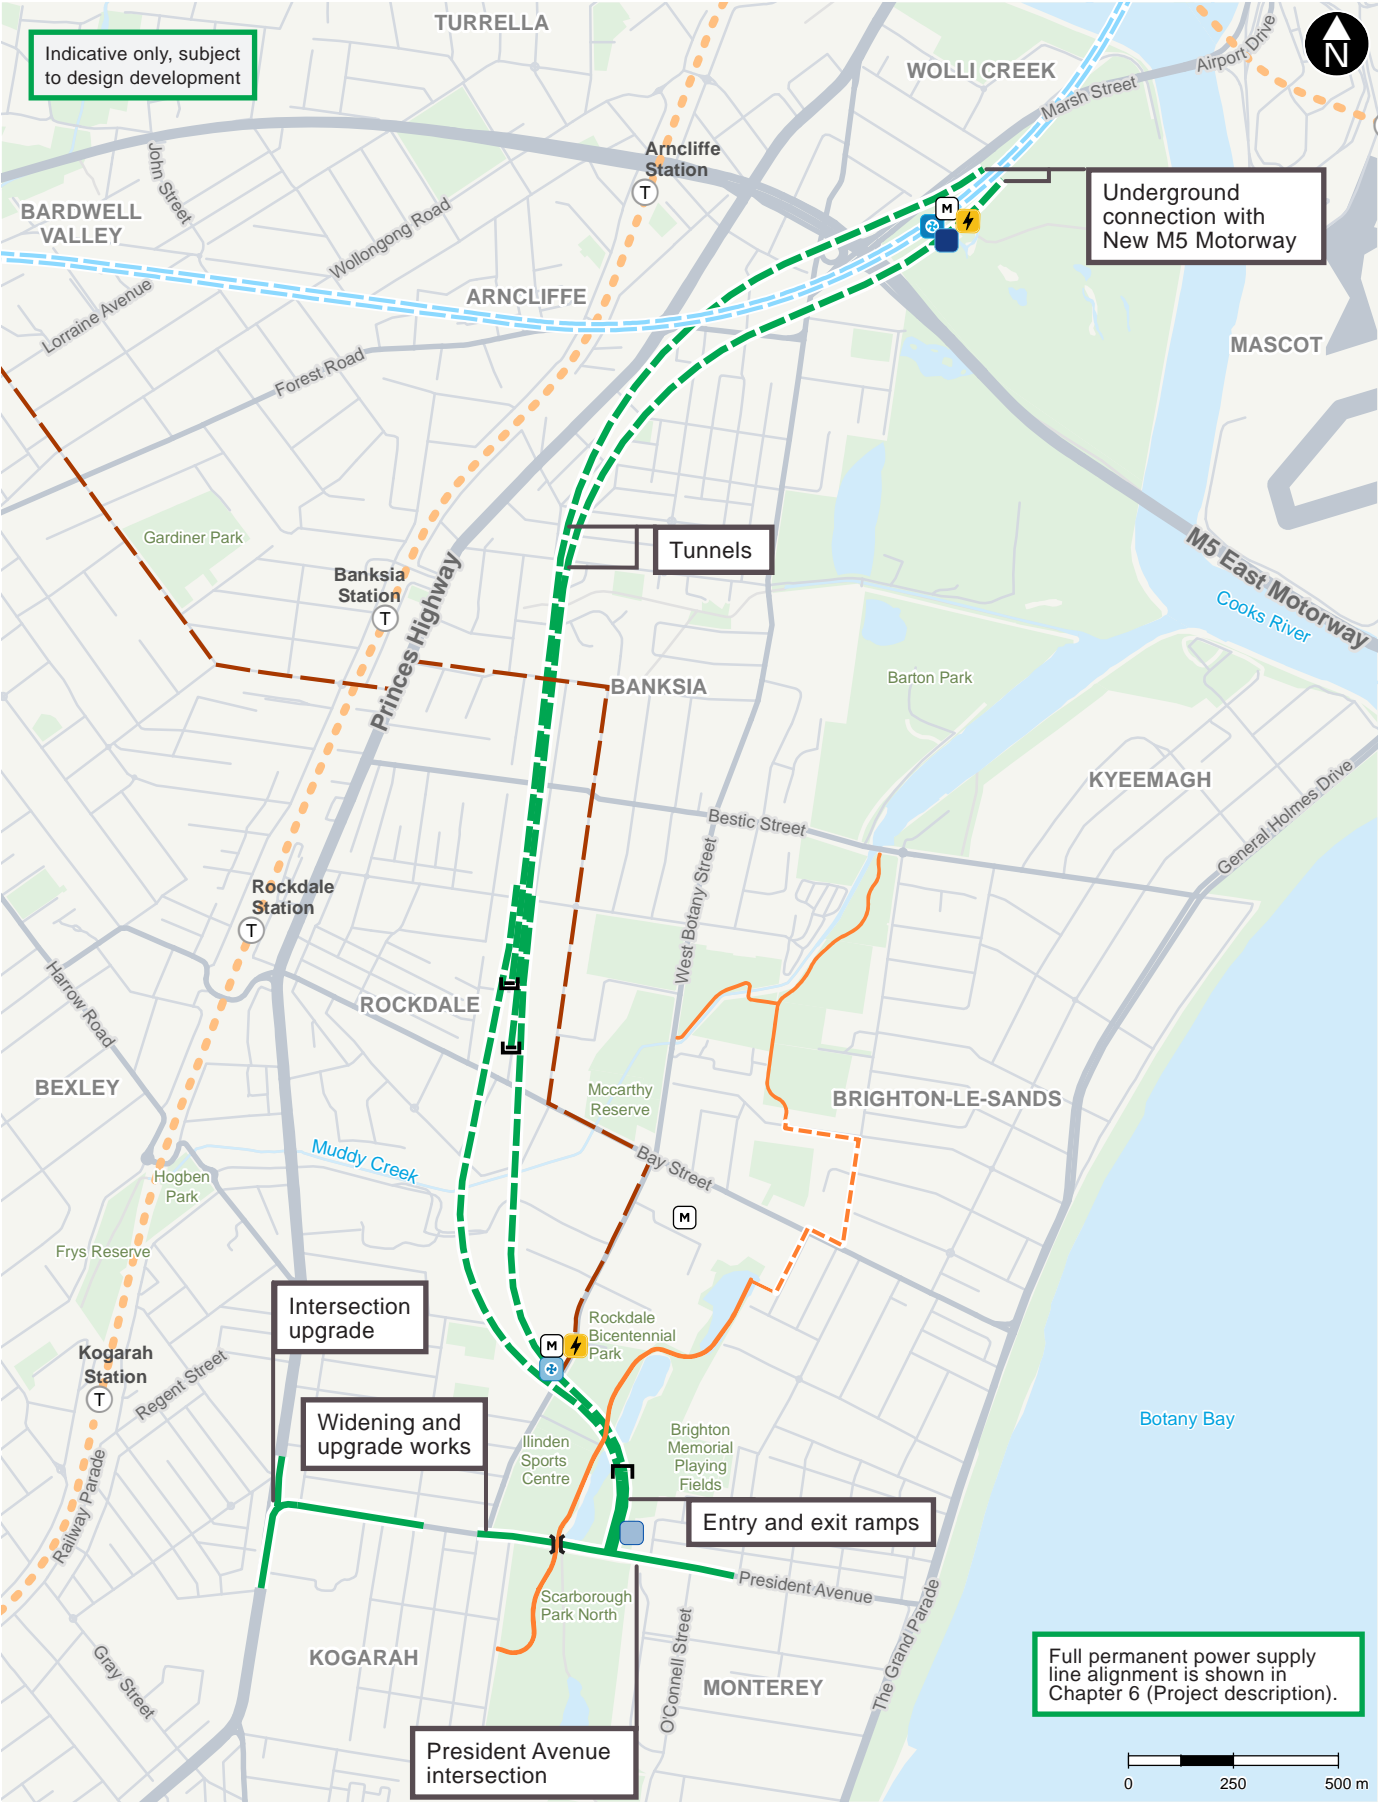 TURRELLA
Indicative only, subject
to design development
WOLLI CREEK
Airport Drive
N
Marsh Street
John Street
Arncliffe
Station
T
BARDWELL
VALLEY
Wollongong Road
M
Underground
connection with
New M5 Motorway
Lorraine Avenue
ARNCLIFFE
Forest Road
MASCOT
Gardiner Park
Tunnels
Banksia
Station
T
Princes Highway
M5 East Motorway
Cooks River
BANKSIA
Barton Park
KYEEMAGH
Bestic Street
General Holmes Drive
West Botany Street
Rockdale
Station
T
Harrow Road
ROCKDALE
BEXLEY
Mccarthy
Reserve
BRIGHTON-LE-SANDS
Muddy Creek
Bay Street
Hogben
Park
M
Frys Reserve
Intersection
upgrade
Rockdale
Bicentennial
Park
M
Kogarah
Station
T
Regent Street
Widening and
upgrade works
Botany Bay
Ilinden
Sports
Centre
Brighton
Memorial
Playing
Fields
Railway Parade
Entry and exit ramps
President Avenue
Scarborough
Park North
The Grand Parade
O'Connell Street
Gray Street
KOGARAH
MONTEREY
Full permanent power supply
line alignment is shown in
Chapter 6 (Project description).
President Avenue
intersection
0 250 500 m